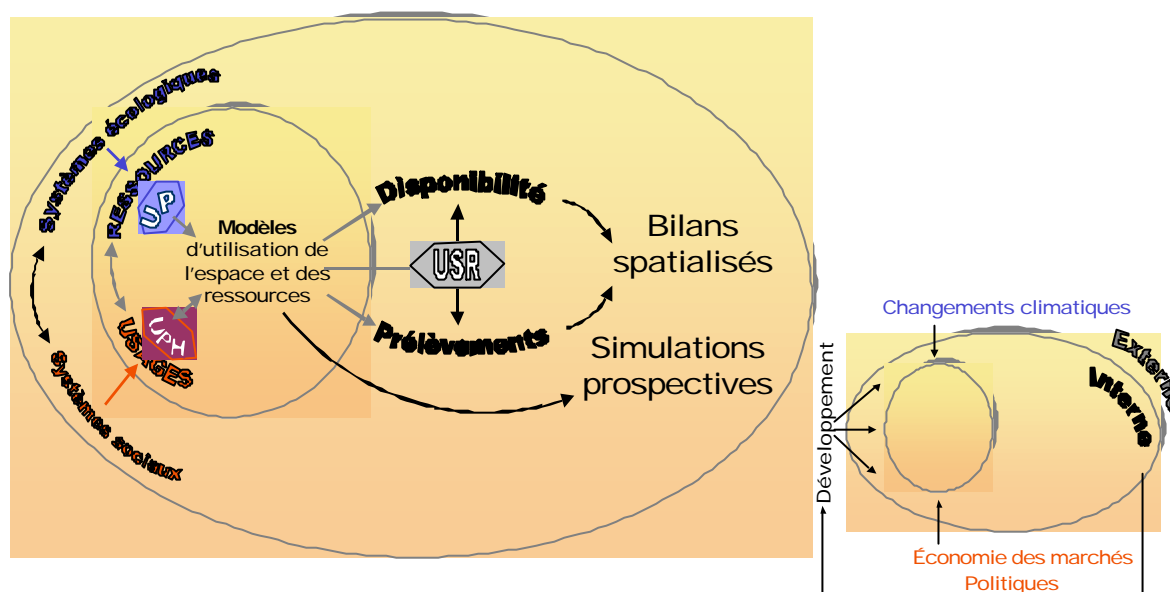 Systèmes écologiques
RESSOURCES
UP
Modèles
d'utilisation de
l'espace et des
ressources
UPH
USAGES
Systèmes sociaux
Disponibilité
USR
Prélèvements
Bilans
spatialisés
Simulations
prospectives
Changements climatiques
Externe
Interne
Développement
Économie des marchés
Politiques